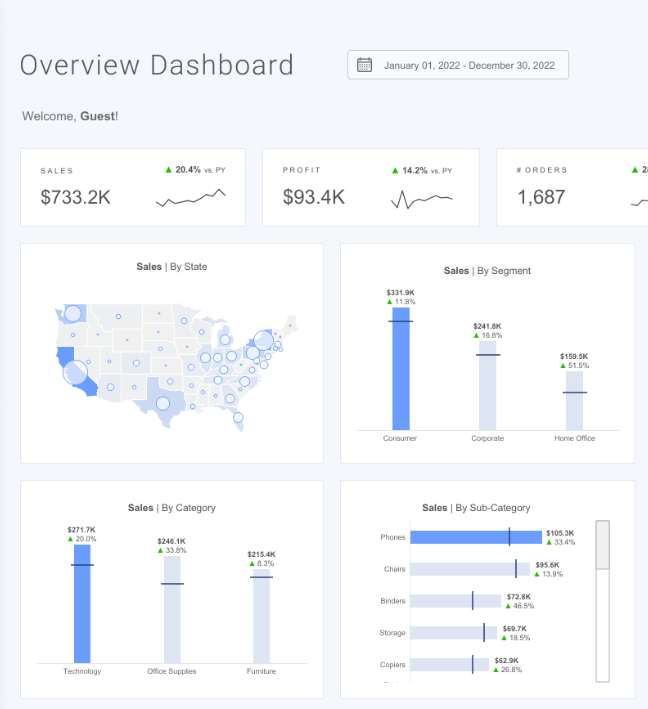 Overview Dashboard
January 01, 2022 - December 30, 2022
Welcome, Guest!
SALES
▲ 20.4% vs. PY
$733.2K
PROFIT
▲ 14.2% vs. PY
$93.4K
# ORDERS
▲ 2
1,687
Sales | By State
Sales | By Segment
$331.9K
▲ 11.8%
$241.8K
▲ 16.8%
$159.5K
▲ 51.5%
Consumer
Corporate
Home Office
Sales | By Category
$271.7K
▲ 20.0%
$246.1K
▲ 33.8%
$215.4K
▲ 8.3%
Technology
Office Supplies
Furniture
Sales | By Sub-Category
Phones
$105.3K
▲ 33.4%
Chairs
$95.6K
▲ 13.9%
Binders
$72.8K
▲ 46.5%
Storage
$69.7K
▲ 18.5%
Copiers
$62.9K
▲ 26.8%